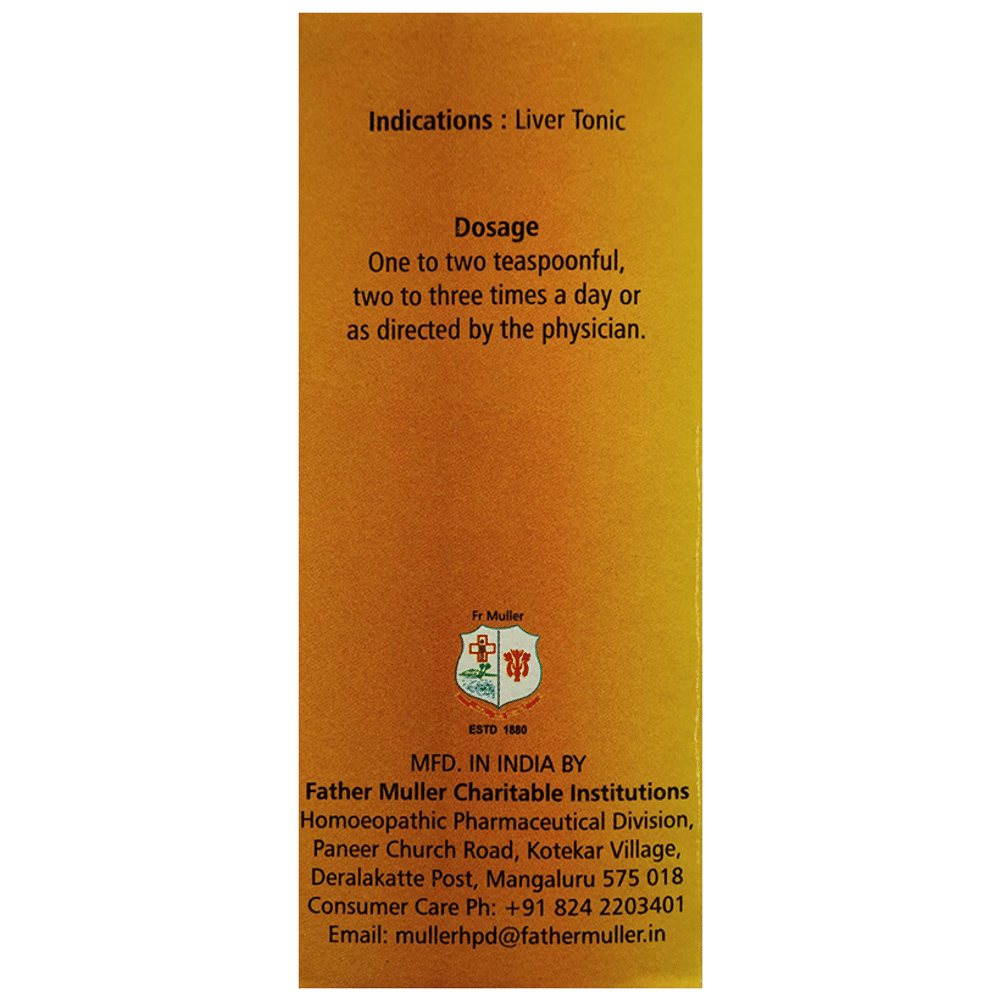 Indications : Liver Tonic
Dosage
One to two teaspoonful,
two to three times a day or
as directed by the physician.
Fr Muller
ESTD 1880
MFD. IN INDIA BY
Father Muller Charitable Institutions
Homoeopathic Pharmaceutical Division,
Paneer Church Road, Kotekar Village,
Deralakatte Post, Mangaluru 575 018
Consumer Care Ph: +91 824 2203401
Email: mullerhpd@fathermuller.in